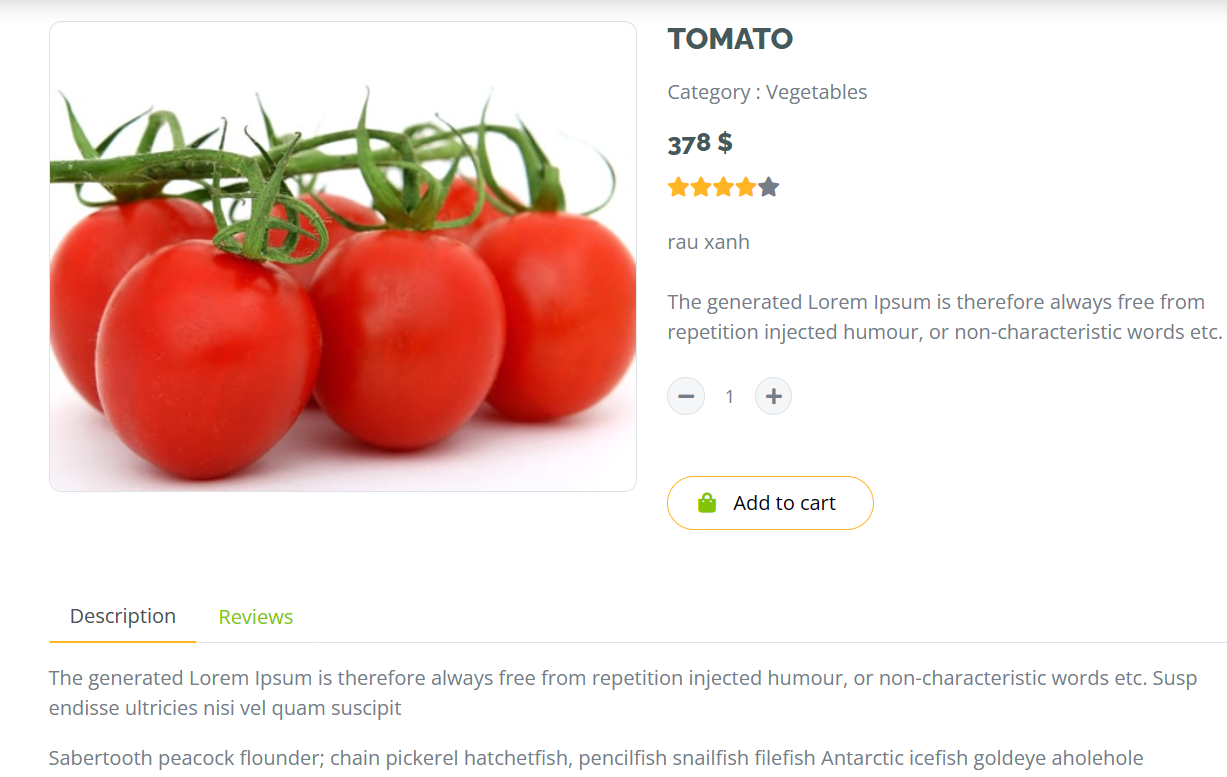 TOMATO
Category : Vegetables
378 $
rau xanh
The generated Lorem Ipsum is therefore always free from
repetition injected humour, or non-characteristic words etc.
1
Add to cart
Description
Reviews
The generated Lorem Ipsum is therefore always free from repetition injected humour, or non-characteristic words etc. Susp
endisse ultricies nisi vel quam suscipit
Sabertooth peacock flounder; chain pickerel hatchetfish, pencilfish snailfish filefish Antarctic icefish goldeye aholehole